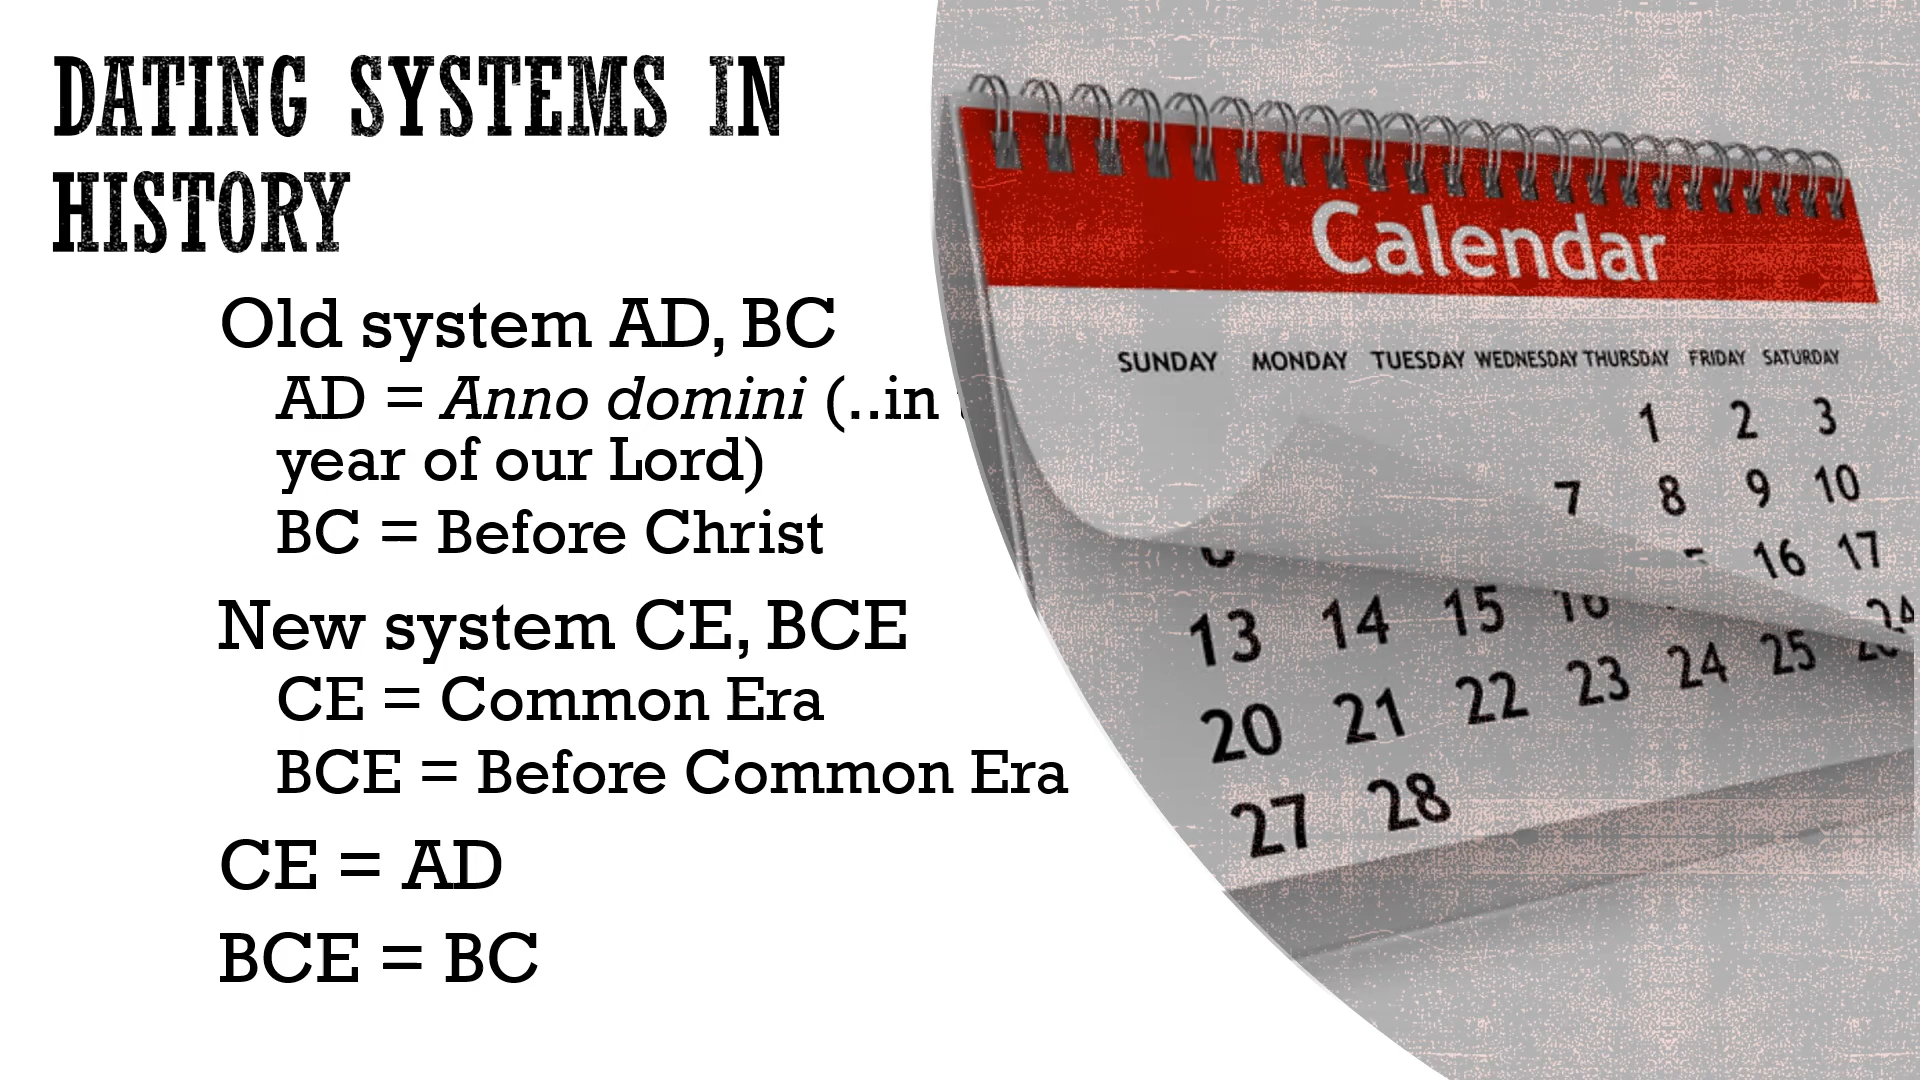 DATING SYSTEMS IN
HISTORY
Old system AD, BC
AD = Anno domini (..in
year of our Lord)
BC = Before Christ
New system CE, BCE
CE = Common Era
BCE = Before Common Era
CE = AD
BCE = BC
Calendar
SUNDAY MONDAY TUESDAY WEDNESDAY THURSDAY FRIDAY SATURDAY
1 2 3
7 8 9 10
16 17
13 14 15 16 24
20 21 22 23 24 25
27 28